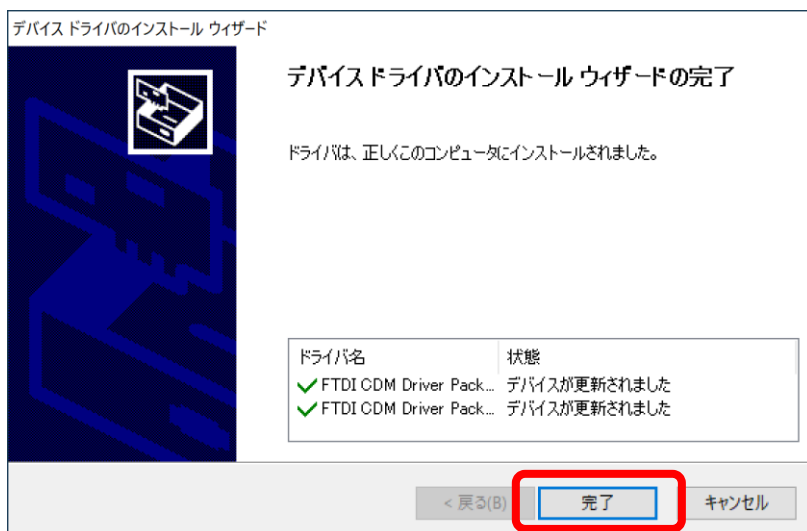 デバイス ドライバのインストール ウィザード
デバイス ドライバのインストール ウィザードの完了
ドライバは、正しくこのコンピュータにインストールされました。
ドライバ名 状態
FTDI CDM Driver Pack... デバイスが更新されました
FTDI CDM Driver Pack... デバイスが更新されました
< 戻る(B) 完了 キャンセル